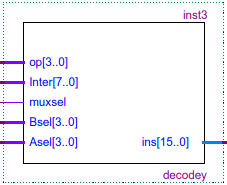 inst3
op[3..0]
Inter[7..0]
muxsel
Bsel[3..0]
Asel[3..0] ins[15..0]
decodey